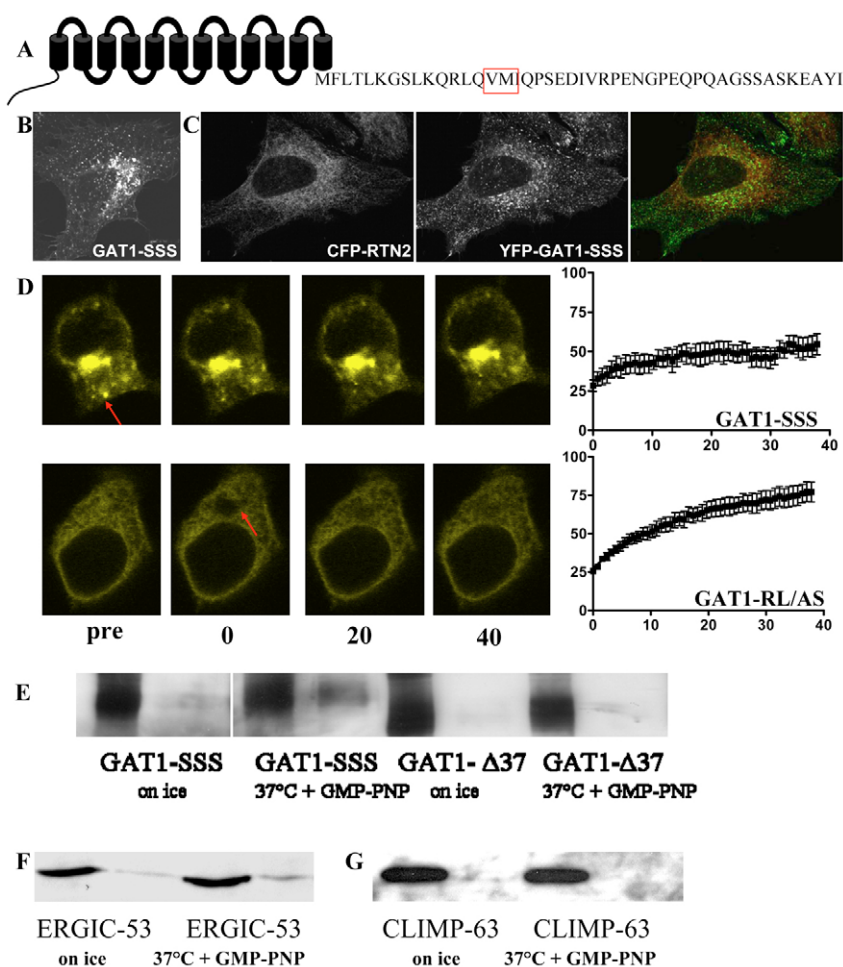 A
MFLTLKGSLKQRLQVMIQPSEDIVRPENGPEQPQAGSSASKEAYI
B
C
GAT1-SSS
CFP-RTN2
YFP-GAT1-SSS
D
100
75
50
25
0
0 10 20 30 40
GAT1-SSS
100
75
50
25
0
0 10 20 30 40
GAT1-RL/AS
pre 0 20 40
E
GAT1-SSS GAT1-SSS GAT1- Δ37 GAT1-Δ37
on ice 37°C + GMP-PNP on ice 37°C + GMP-PNP
F
G
ERGIC-53 ERGIC-53 CLIMP-63 CLIMP-63
on ice 37°C + GMP-PNP on ice 37°C + GMP-PNP